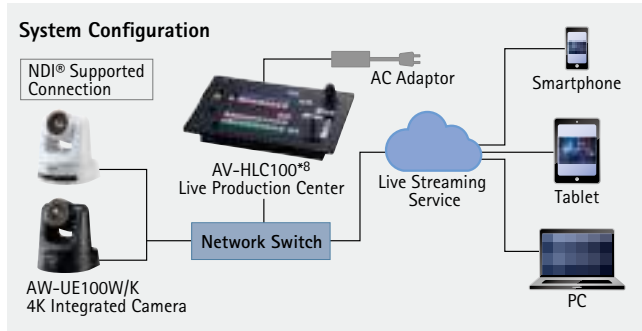 System Configuration
NDI® Supported
Connection
AC Adaptor
Smartphone
AV-HLC100*8
Live Production Center
Live Streaming
Service
Tablet
Network Switch
AW-UE100W/K
4K Integrated Camera
PC